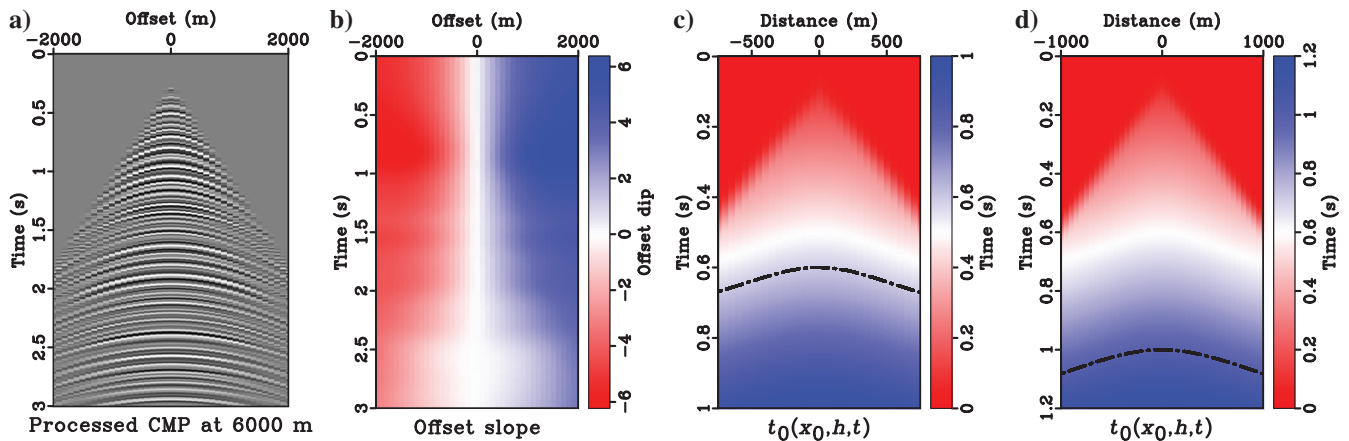 a)
Offset (m)
−2000 0 2000
0
0.5
1
1.5
2
2.5
3
Time (s)
Processed CMP at 6000 m
b)
Offset (m)
−2000 0 2000
0
0.5
1
1.5
2
2.5
3
Time (s)
Offset slope
6
4
2
0
−2
−4
−6
Offset dip
c)
Distance (m)
−500 0 500
0
0.2
0.4
0.6
0.8
1
Time (s)
t0(x0,h,t)
1
0.8
0.6
0.4
0.2
0
Time (s)
d)
Distance (m)
−1000 0 1000
0
0.2
0.4
0.6
0.8
1
1.2
Time (s)
t0(x0,h,t)
1.2
1
0.8
0.6
0.4
0.2
0
Time (s)